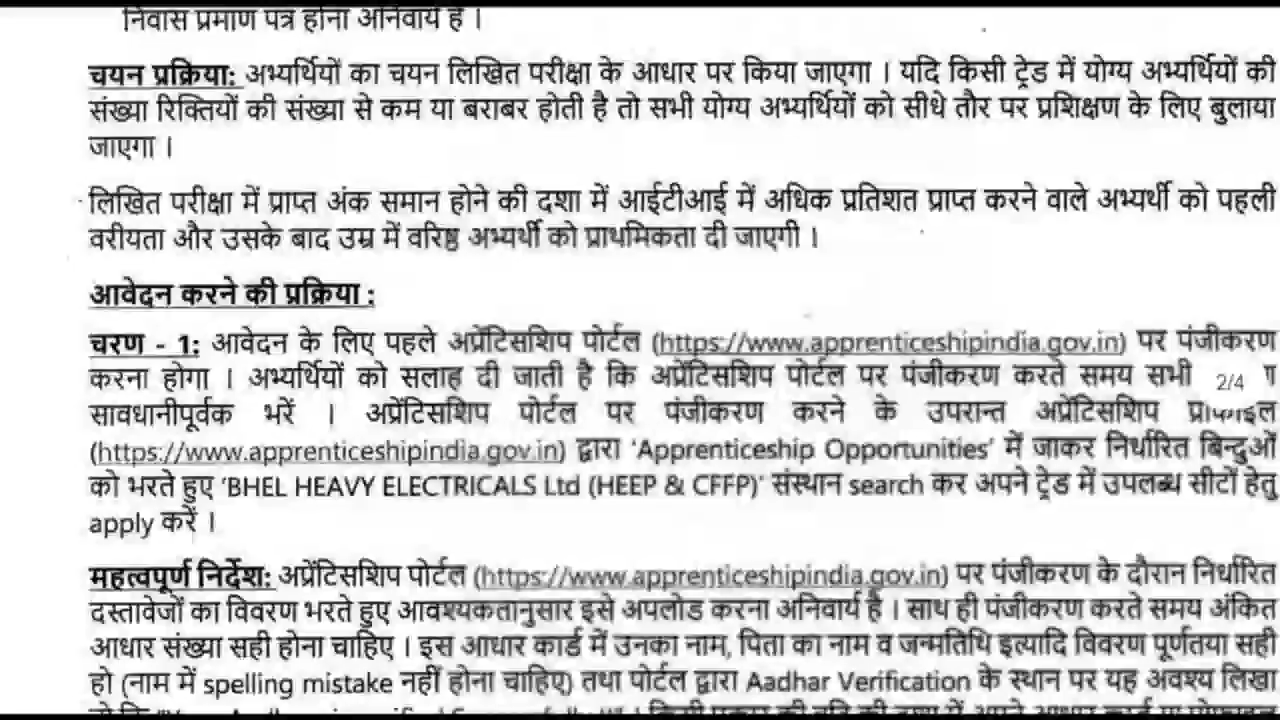 निवास प्रमाण पत्र होना अनिवार्य है ।
चयन प्रक्रिया: अभ्यर्थियों का चयन लिखित परीक्षा के आधार पर किया जाएगा । यदि किसी ट्रेड में योग्य अभ्यर्थियों की
संख्या रिक्तियों की संख्या से कम या बराबर होती है तो सभी योग्य अभ्यर्थियों को सीधे तौर पर प्रशिक्षण के लिए बुलाया
जाएगा ।
लिखित परीक्षा में प्राप्त अंक समान होने की दशा में आईटीआई में अधिक प्रतिशत प्राप्त करने वाले अभ्यर्थी को पहली
वरीयता और उसके बाद उम्र में वरिष्ठ अभ्यर्थी को प्राथमिकता दी जाएगी ।
आवेदन करने की प्रक्रिया :
चरण - 1: आवेदन के लिए पहले अप्रेंटिसशिप पोर्टल (https://www.apprenticeshipindia.gov.in) पर पंजीकरण
करना होगा । अभ्यर्थियों को सलाह दी जाती है कि अप्रेंटिसशिप पोर्टल पर पंजीकरण करते समय सभी 2/4
सावधानीपूर्वक भरें । अप्रेंटिसशिप पोर्टल पर पंजीकरण करने के उपरान्त अप्रेंटिसशिप
(https://www.apprenticeshipindia.gov.in) द्वारा 'Apprenticeship Opportunities' में जाकर निर्धारित बिन्दुओं
को भरते हुए 'BHEL HEAVY ELECTRICALS Ltd (HEEP & CFFP)' संस्थान search कर अपने ट्रेड में उपलब्ध सीटों हेतु
apply करें ।
महत्वपूर्ण निर्देश: अप्रेंटिसशिप पोर्टल (https://www.apprenticeshipindia.gov.in) पर पंजीकरण के दौरान निर्धारित
दस्तावेजों का विवरण भरते हुए आवश्यकतानुसार इसे अपलोड करना अनिवार्य है । साथ ही पंजीकरण करते समय अंकित
आधार संख्या सही होना चाहिए । इस आधार कार्ड में उनका नाम, पिता का नाम व जन्मतिथि इत्यादि विवरण पूर्णतया सही
हो (नाम में spelling mistake नहीं होना चाहिए) तथा पोर्टल द्वारा Aadhar Verification के स्थान पर यह अवश्य लिखा